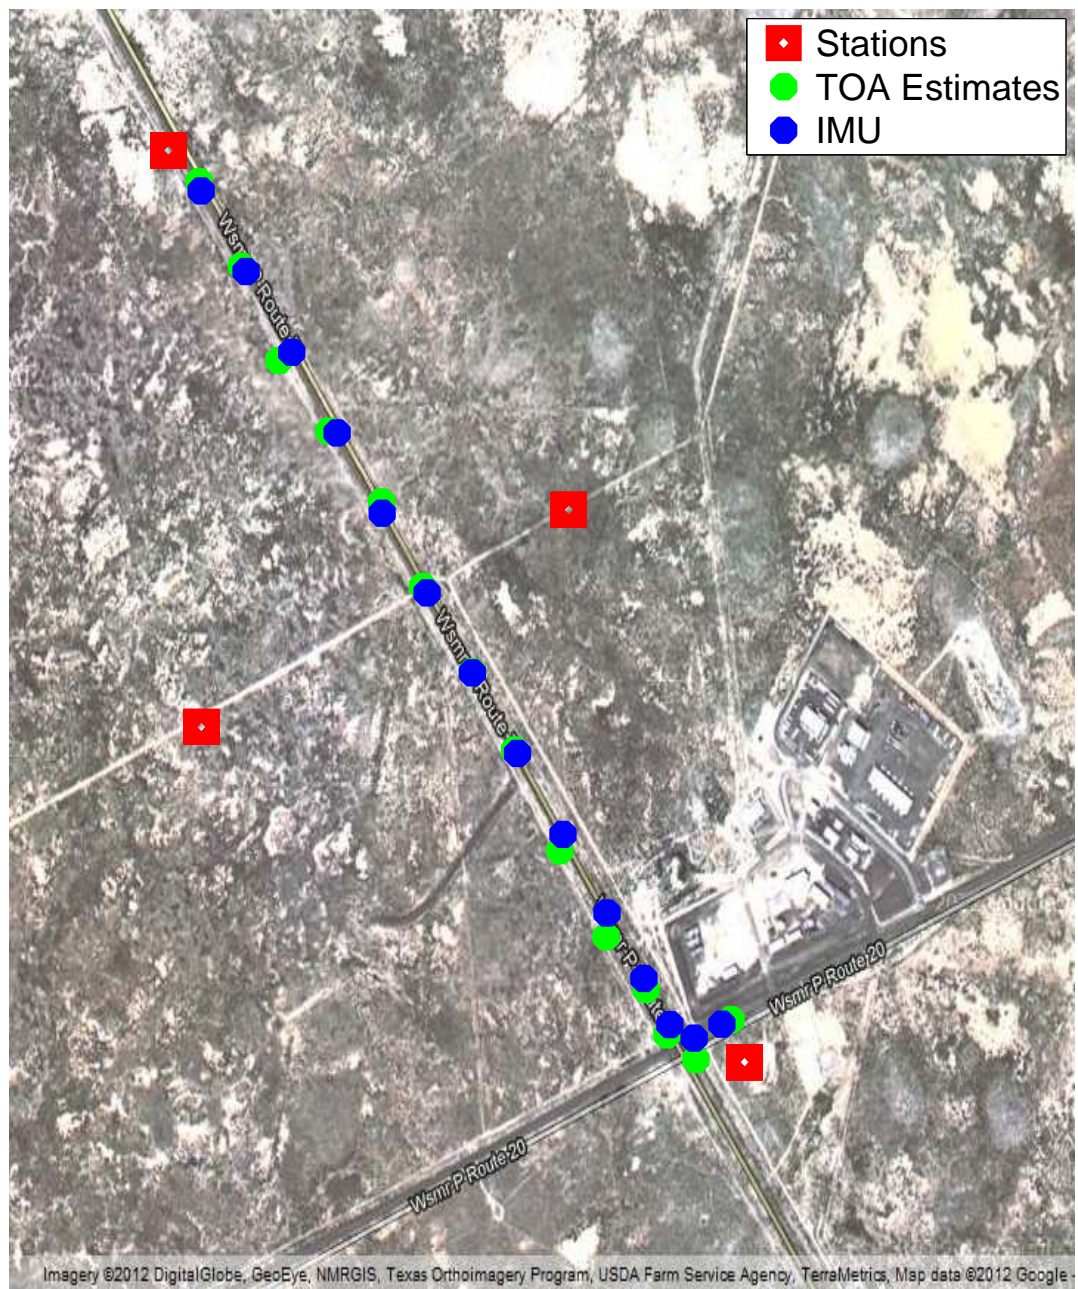 Stations
TOA Estimates
IMU
Route
Wsmr
Route
Wsmr P Route 20
Wsmr P Route 20
Imagery ©2012 DigitalGlobe, GeoEye, NMRGIS, Texas Orthoimagery Program, USDA Farm Service Agency, TerraMetrics, Map data ©2012 Google -